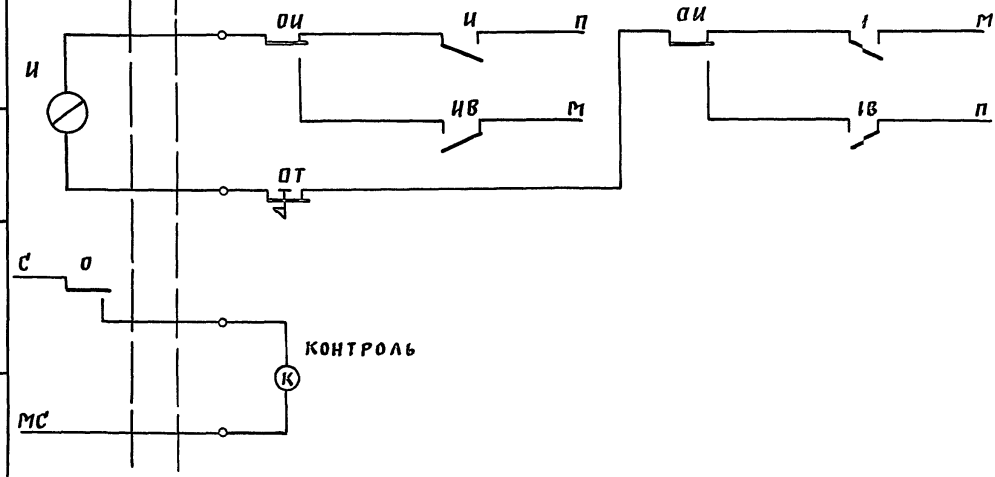 ОИ И П ОИ 1 М
И
ИВ М 1В П
ОТ
С О
КОНТРОЛЬ
К
МС